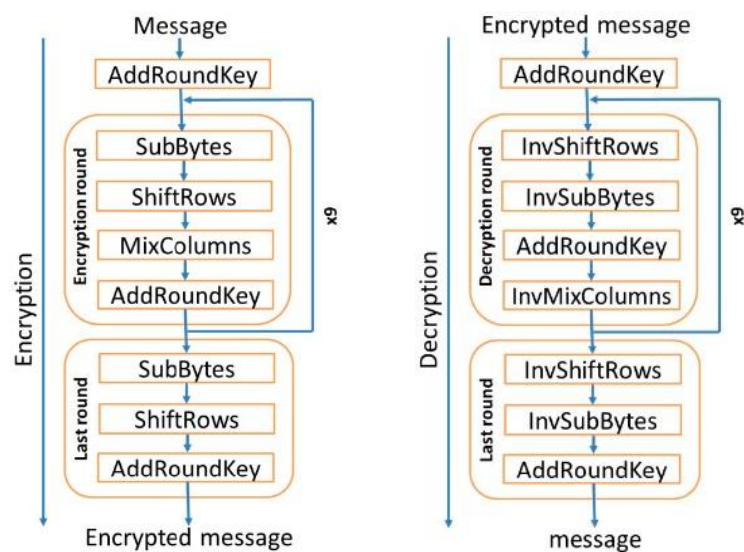 Message
AddRoundKey
SubBytes
ShiftRows
MixColumns
AddRoundKey
Encryption round
x9
SubBytes
ShiftRows
AddRoundKey
Last round
Encrypted message
Encryption
Encrypted message
AddRoundKey
InvShiftRows
InvSubBytes
AddRoundKey
InvMixColumns
Decryption round
x9
InvShiftRows
InvSubBytes
AddRoundKey
Last round
message
Decryption